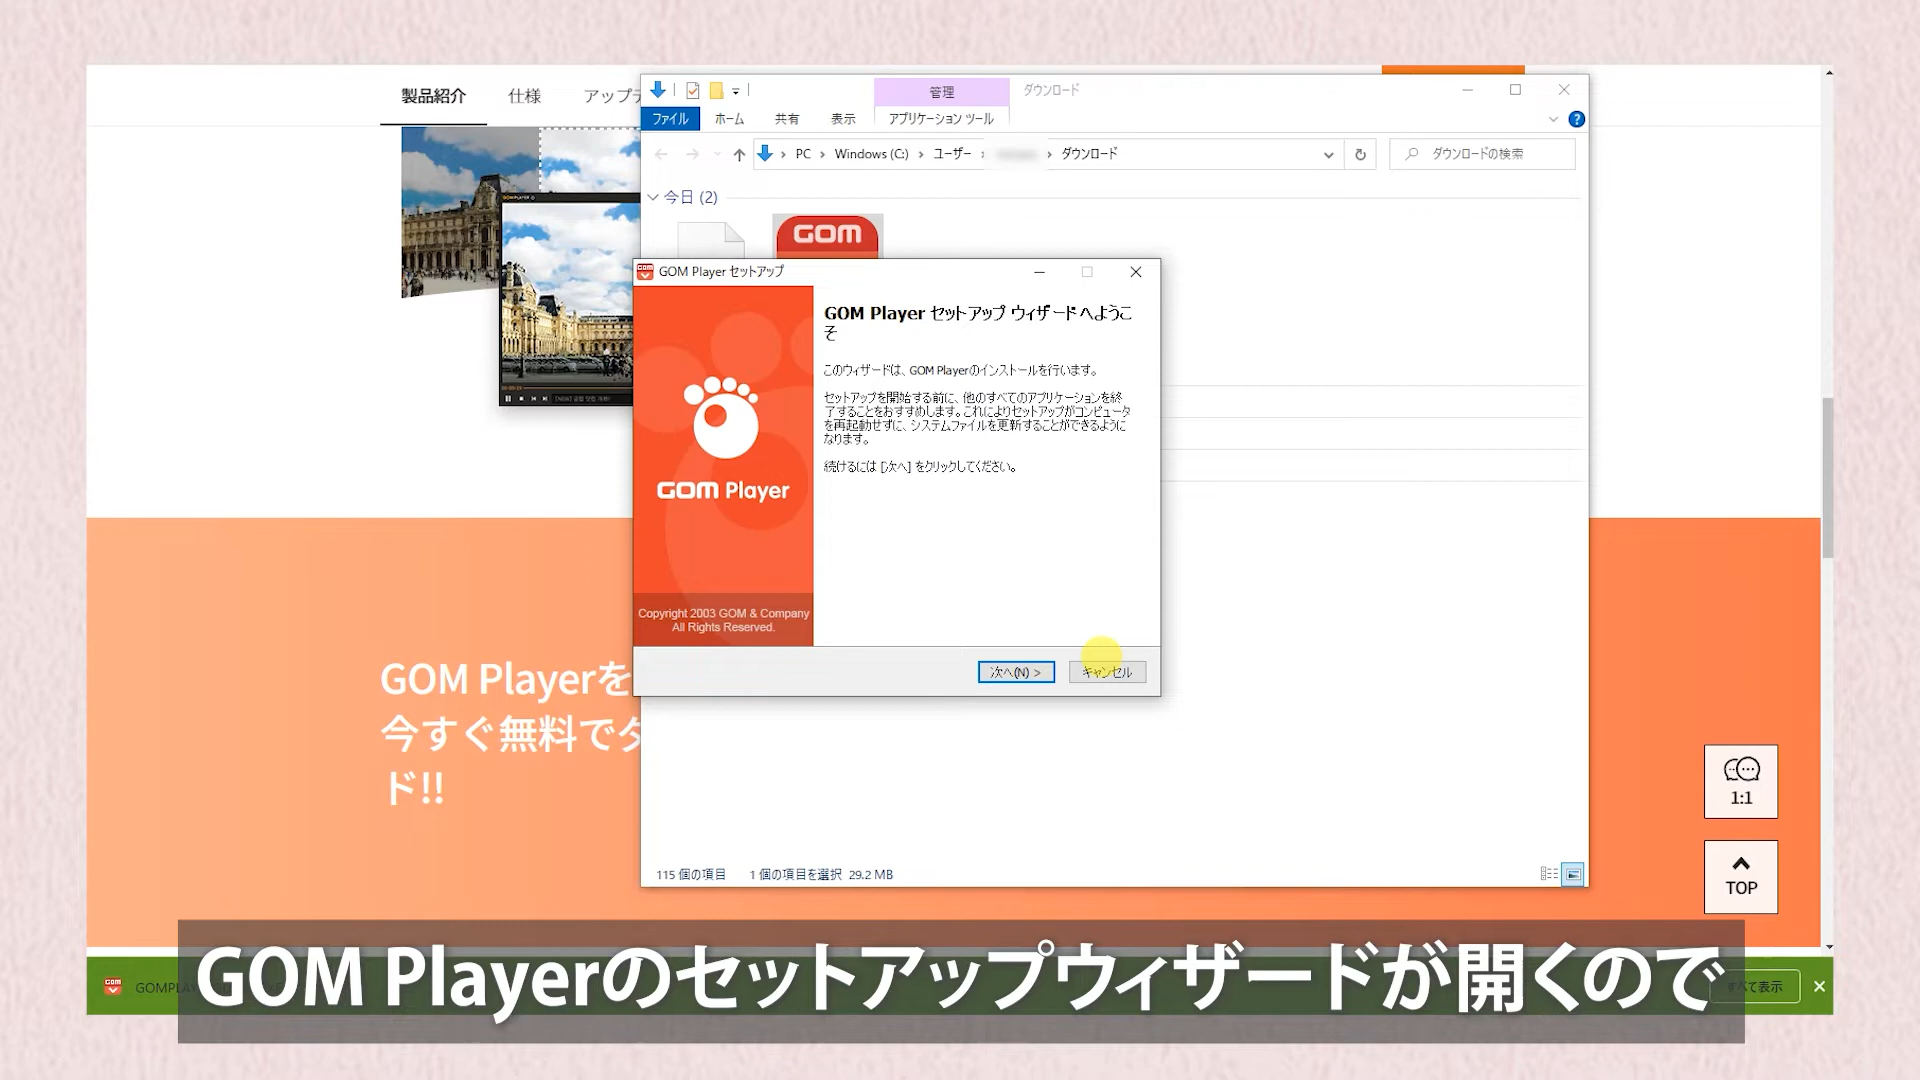 製品紹介
仕様
管理
ダウンロード
ファイル
ホーム
共有
表示
アプリケーション ツール
PC
Windows (C:)
ユーザー
ダウンロード
ダウンロードの検索
今日 (2)
GOM
GOM Player セットアップ
GOM Player セットアップ ウィザードへようこ
そ
このウィザードは、GOM Playerのインストールを行います。
セットアップを開始する前に、他のすべてのアプリケーションを終
了することをおすすめします。これによりセットアップがコンピュータ
を再起動せずに、システムファイルを更新することができるように
なります。
続けるには [次へ] をクリックしてください。
GOM Player
Copyright 2003 GOM & Company
All Rights Reserved.
次へ(N) >
キャンセル
GOM Playerを
今すぐ無料でダ
ド!!
1:1
TOP
115 個の項目
1 個の項目を選択 29.2 MB
すべて表示
GOM Playerのセットアップウィザードが開くので